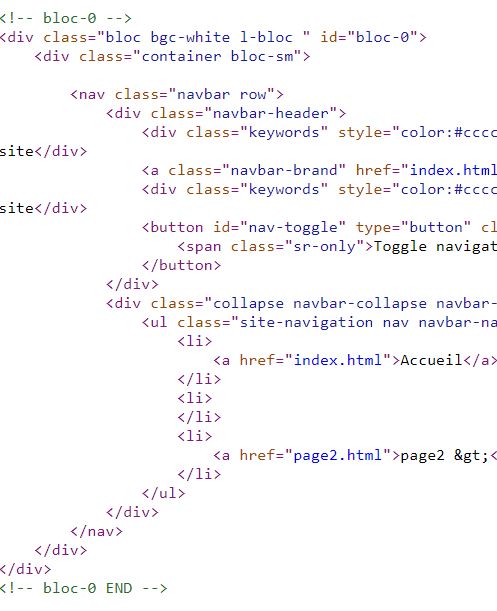 <!-- bloc-0 -->
<div class="bloc bgc-white l-bloc " id="bloc-0">
    <div class="container bloc-sm">

        <nav class="navbar row">
            <div class="navbar-header">
                <div class="keywords" style="color:#cccc
site</div>
                <a class="navbar-brand" href="index.html
                <div class="keywords" style="color:#cccc
site</div>
                <button id="nav-toggle" type="button" cl
                    <span class="sr-only">Toggle navigat
                </button>
            </div>
            <div class="collapse navbar-collapse navbar-
                <ul class="site-navigation nav navbar-na
                    <li>
                        <a href="index.html">Accueil</a>
                    </li>
                    <li>
                    </li>
                    <li>
                        <a href="page2.html">page2 &gt;<
                    </li>
                </ul>
            </div>
        </nav>
    </div>
</div>
<!-- bloc-0 END -->